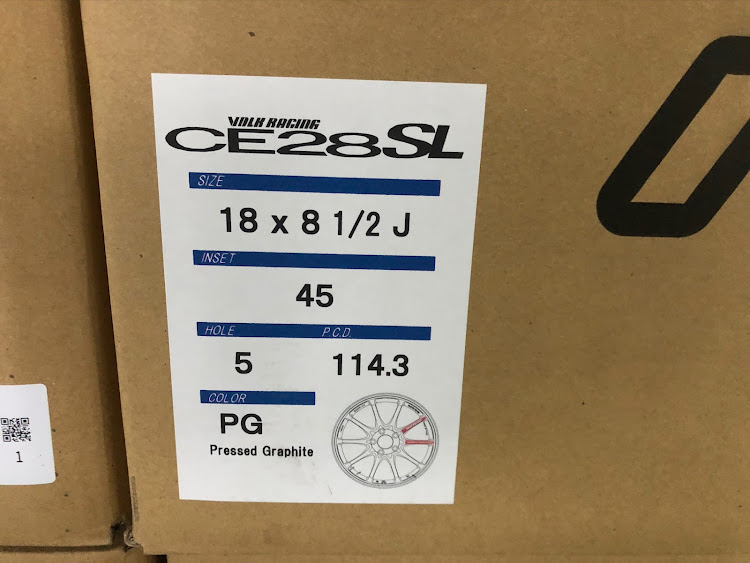 VOLK RACING
CE28SL
SIZE
18 x 8 1/2 J
INSET
45
HOLE P.C.D.
5 114.3
COLOR
PG
Pressed Graphite
1